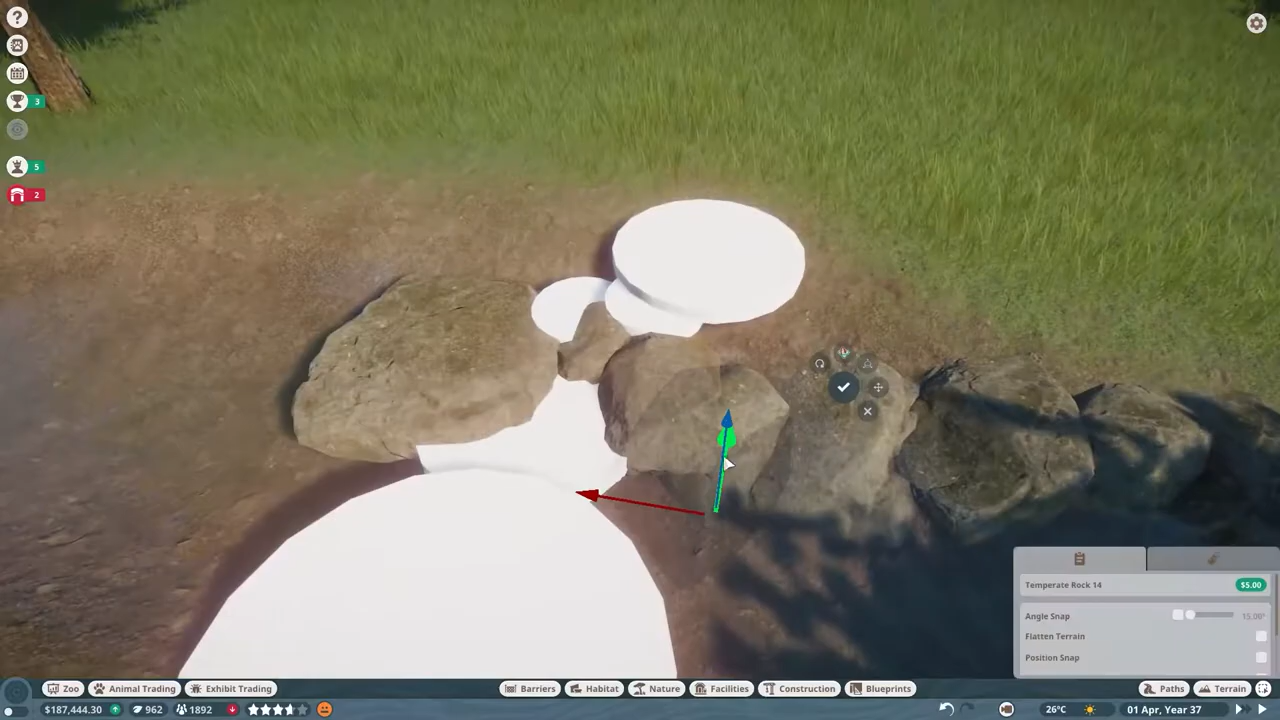 ?
3
5
2
Temperate Rock 14 $5.00
Angle Snap 15.00°
Flatten Terrain
Position Snap
Zoo Animal Trading Exhibit Trading Barriers Habitat Nature Facilities Construction Blueprints Paths Terrain
$187,444.30 962 1892 26°C 01 Apr, Year 37